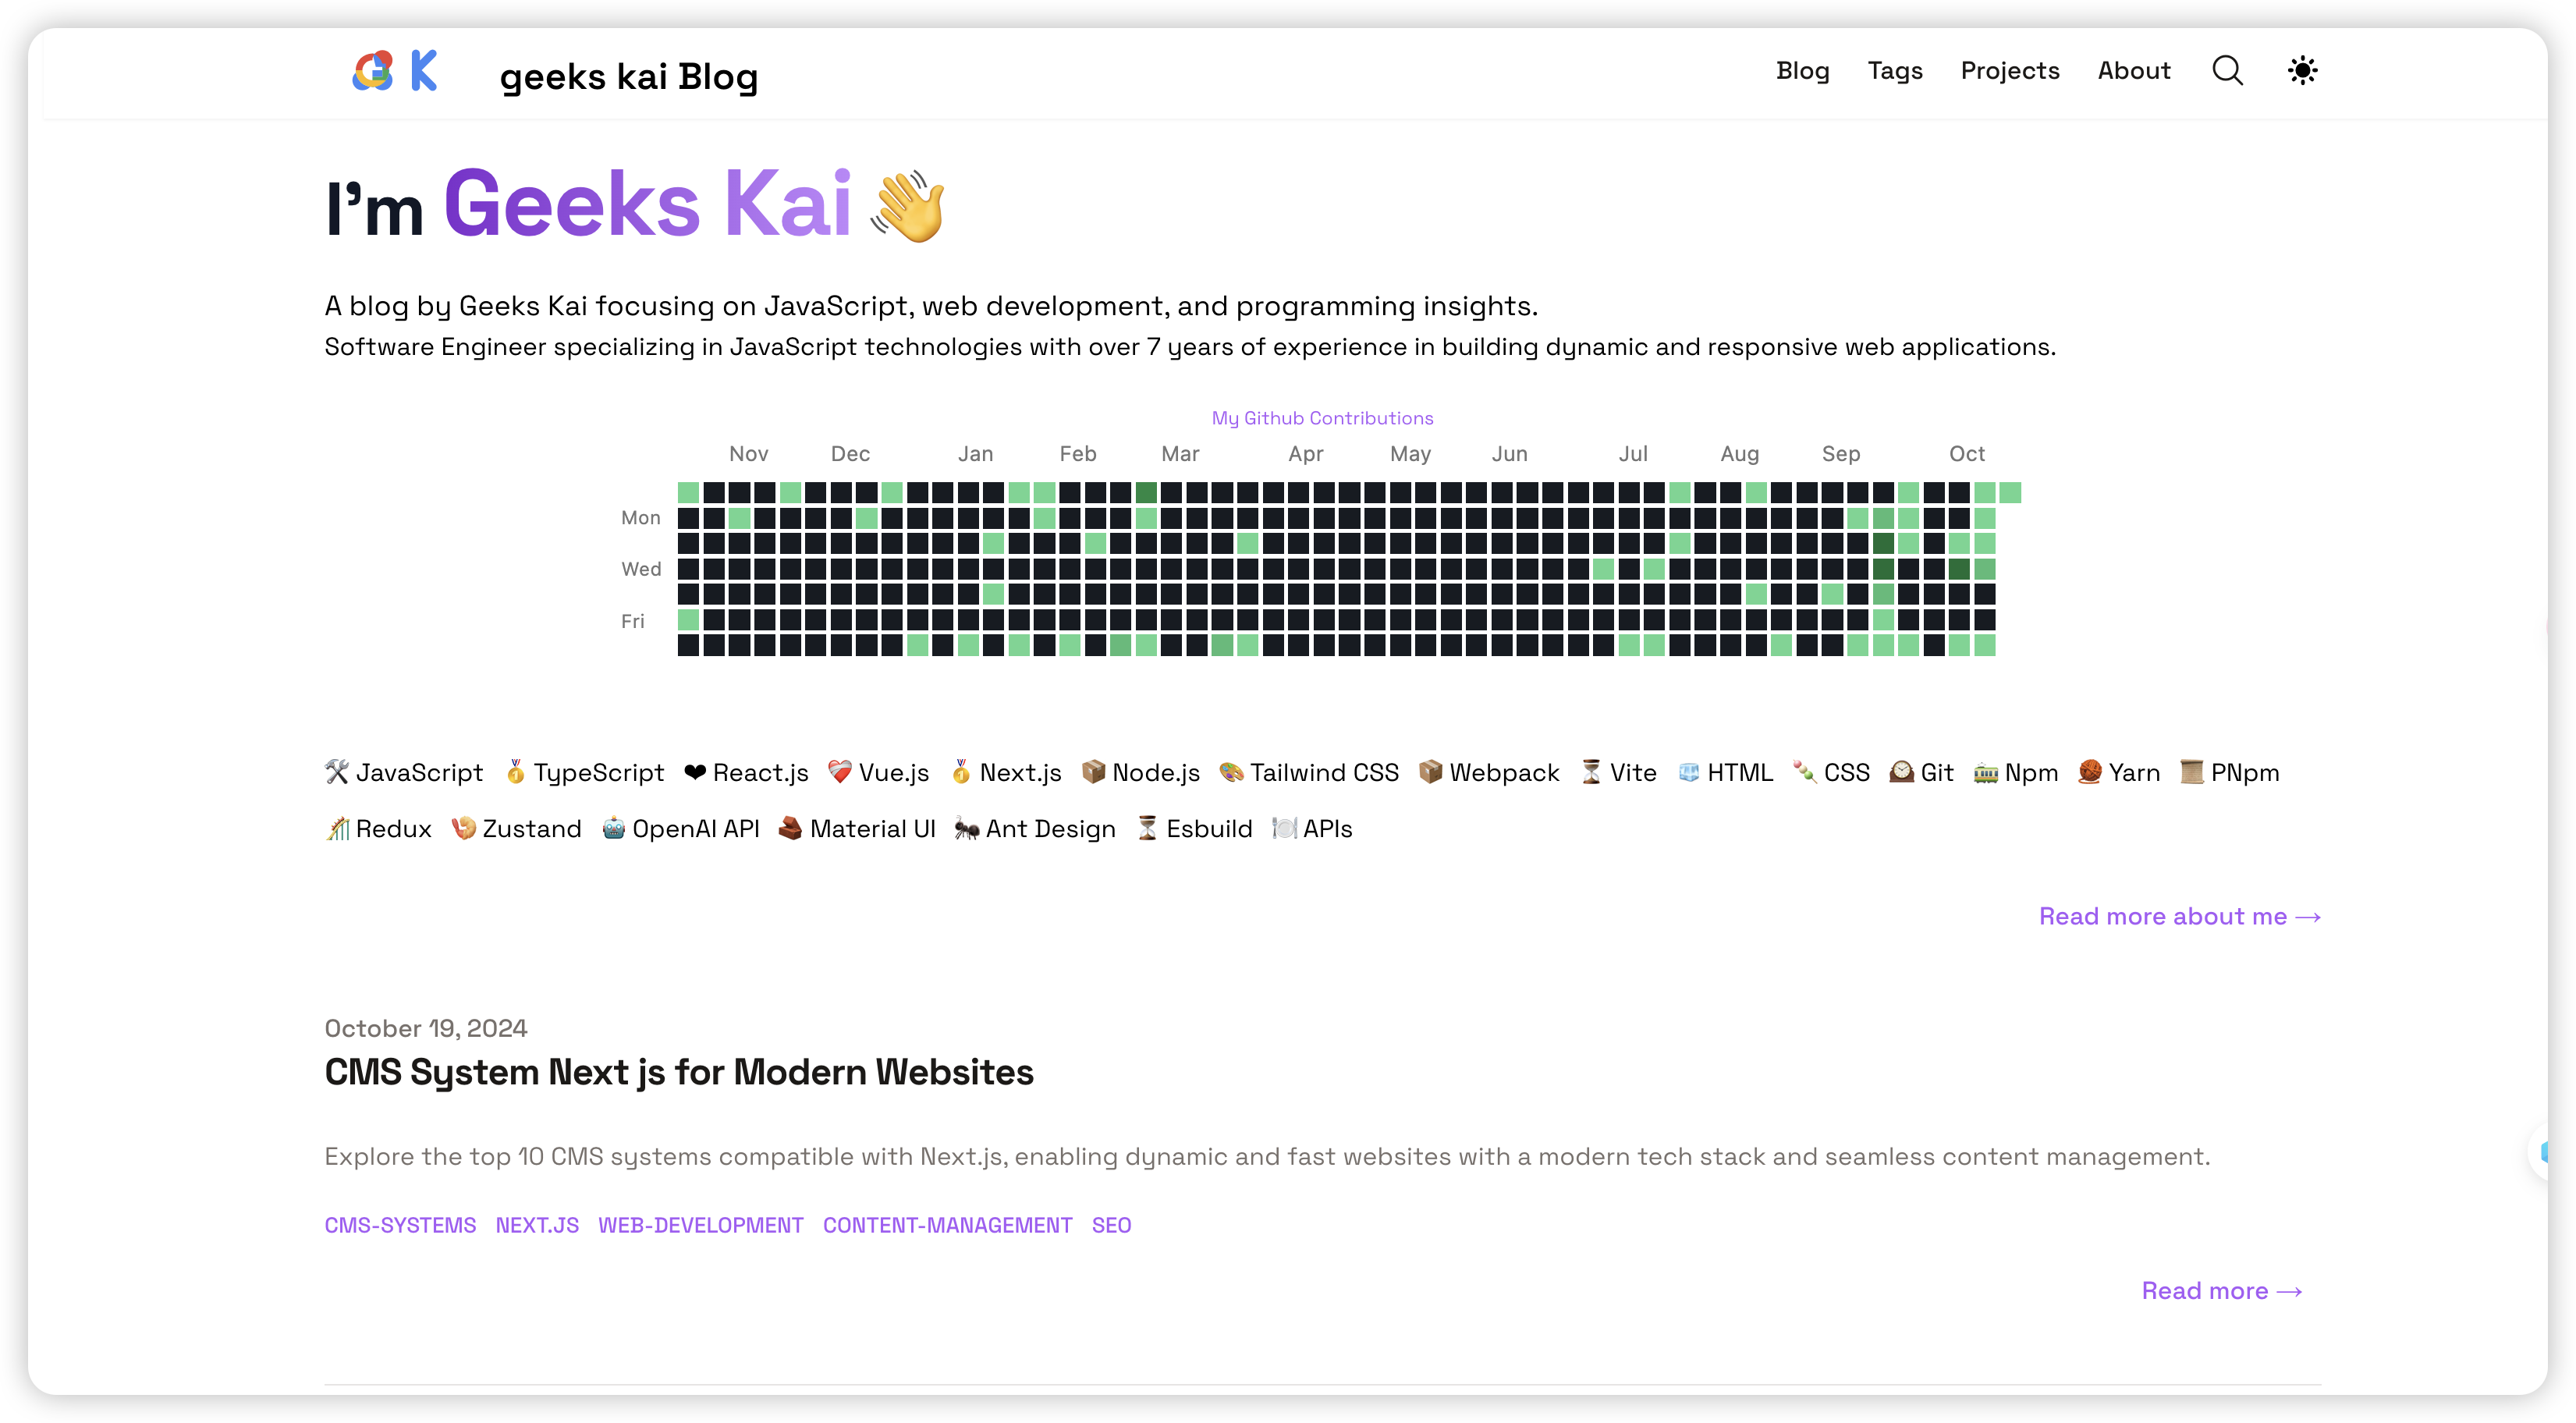 G K geeks kai Blog Blog Tags Projects About
I'm Geeks Kai 👋
A blog by Geeks Kai focusing on JavaScript, web development, and programming insights.
Software Engineer specializing in JavaScript technologies with over 7 years of experience in building dynamic and responsive web applications.
My Github Contributions
Nov Dec Jan Feb Mar Apr May Jun Jul Aug Sep Oct
Mon
Wed
Fri
🛠 JavaScript 🏅 TypeScript ❤ React.js ❤️‍🩹 Vue.js 🏅 Next.js 📦 Node.js 🎨 Tailwind CSS 📦 Webpack ⏳ Vite 🧊 HTML 🍡 CSS 🕰 Git 🚋 Npm 🧶 Yarn 📜 PNpm
🎢 Redux 🍤 Zustand 🤖 OpenAI API 🧱 Material UI 🐜 Ant Design ⏳ Esbuild 🍽 APIs
Read more about me →
October 19, 2024
CMS System Next js for Modern Websites
Explore the top 10 CMS systems compatible with Next.js, enabling dynamic and fast websites with a modern tech stack and seamless content management.
CMS-SYSTEMS NEXT.JS WEB-DEVELOPMENT CONTENT-MANAGEMENT SEO
Read more →